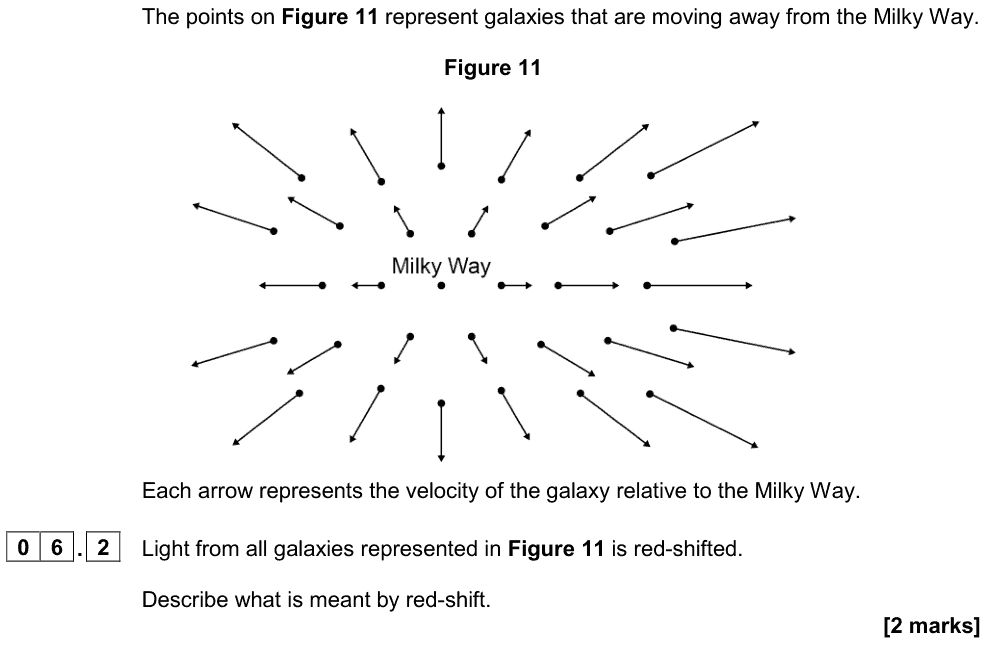 The points on Figure 11 represent galaxies that are moving away from the Milky Way.
Figure 11
Milky Way
Each arrow represents the velocity of the galaxy relative to the Milky Way.
0 6 . 2 Light from all galaxies represented in Figure 11 is red-shifted.
Describe what is meant by red-shift.
[2 marks]